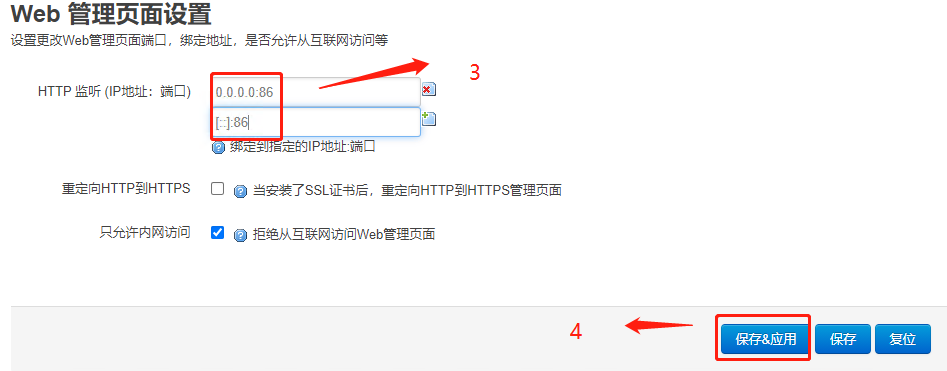 Web 管理页面设置
设置更改Web管理页面端口，绑定地址，是否允许从互联网访问等
HTTP 监听 (IP地址：端口)
0.0.0.0:86
3
[::]:86
绑定到指定的IP地址:端口
重定向HTTP到HTTPS
当安装了SSL证书后，重定向HTTP到HTTPS管理页面
只允许内网访问
拒绝从互联网访问Web管理页面
4
保存&应用 保存 复位